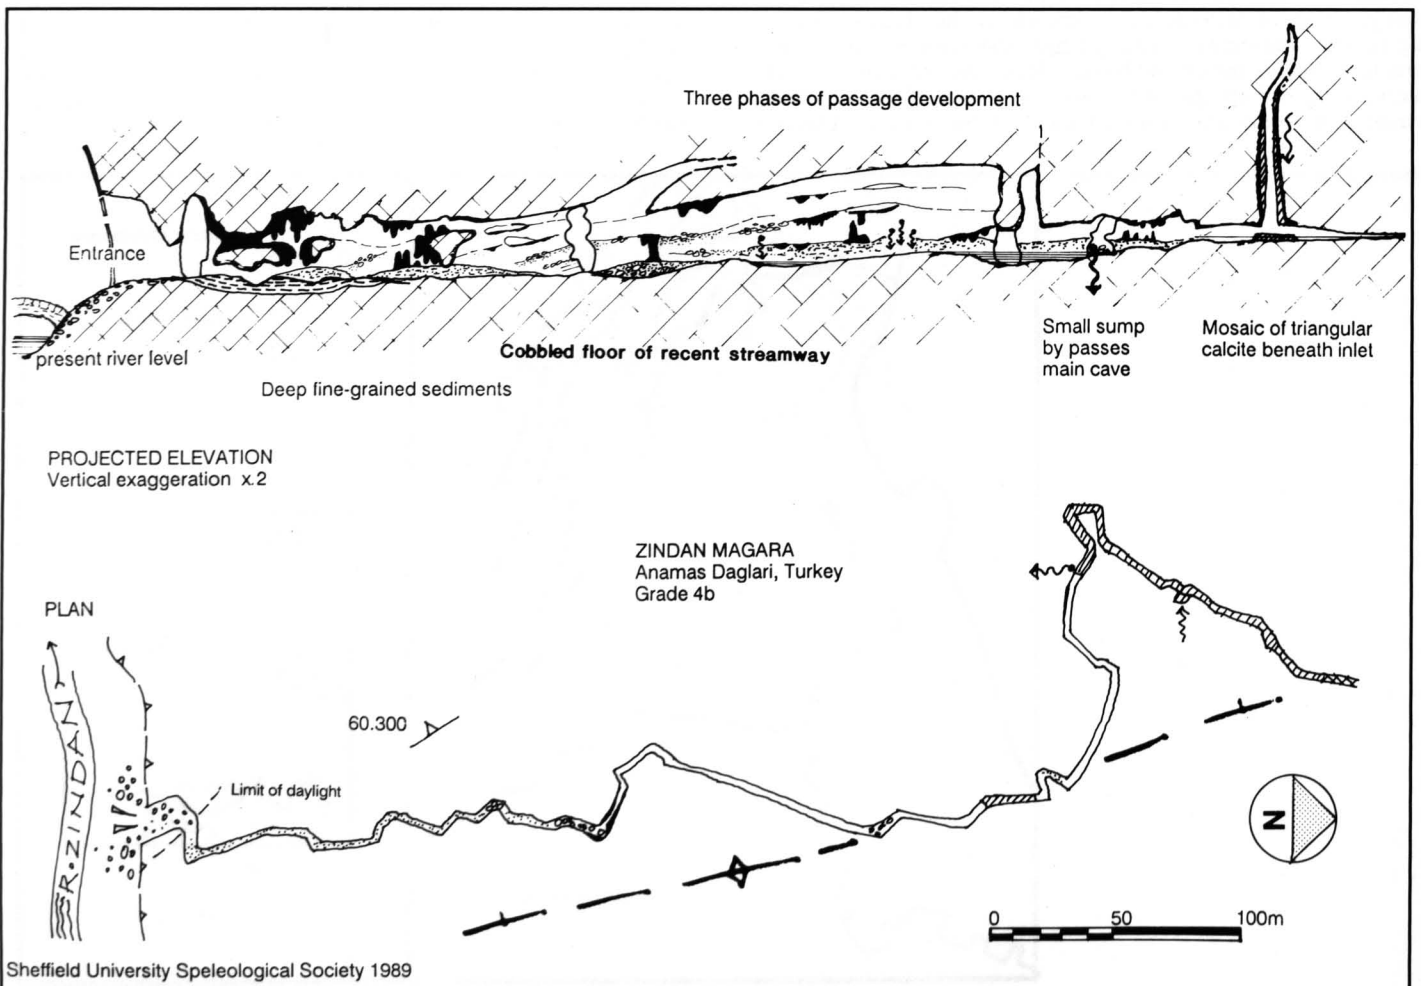 Three phases of passage development
Entrance
present river level
Cobbled floor of recent streamway
Small sump
by passes
main cave
Mosaic of triangular
calcite beneath inlet
Deep fine-grained sediments
PROJECTED ELEVATION
Vertical exaggeration x.2
ZINDAN MAGARA
Anamas Daglari, Turkey
Grade 4b
PLAN
60.300
Limit of daylight
R.ZINDAN
N
0 50 100m
Sheffield University Speleological Society 1989